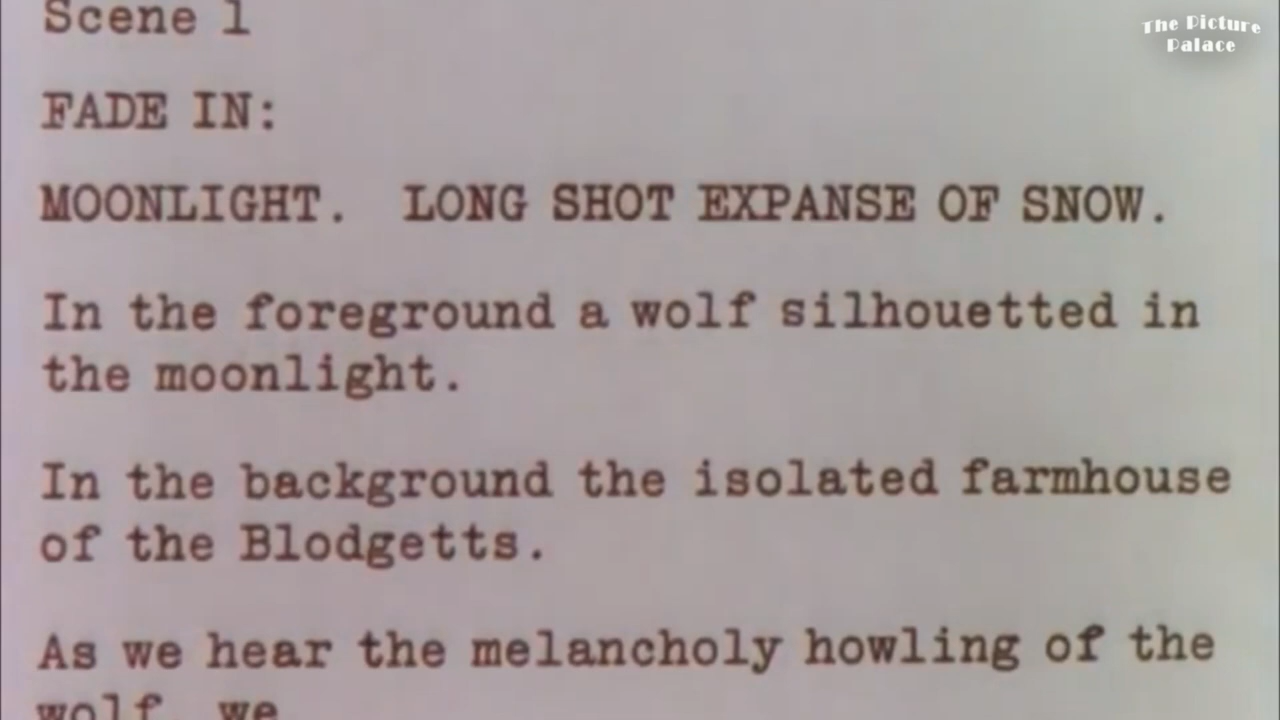 Scene 1
The Picture
Palace
FADE IN:
MOONLIGHT.  LONG SHOT EXPANSE OF SNOW.
In the foreground a wolf silhouetted in
the moonlight.
In the background the isolated farmhouse
of the Blodgetts.
As we hear the melancholy howling of the
wolf, we